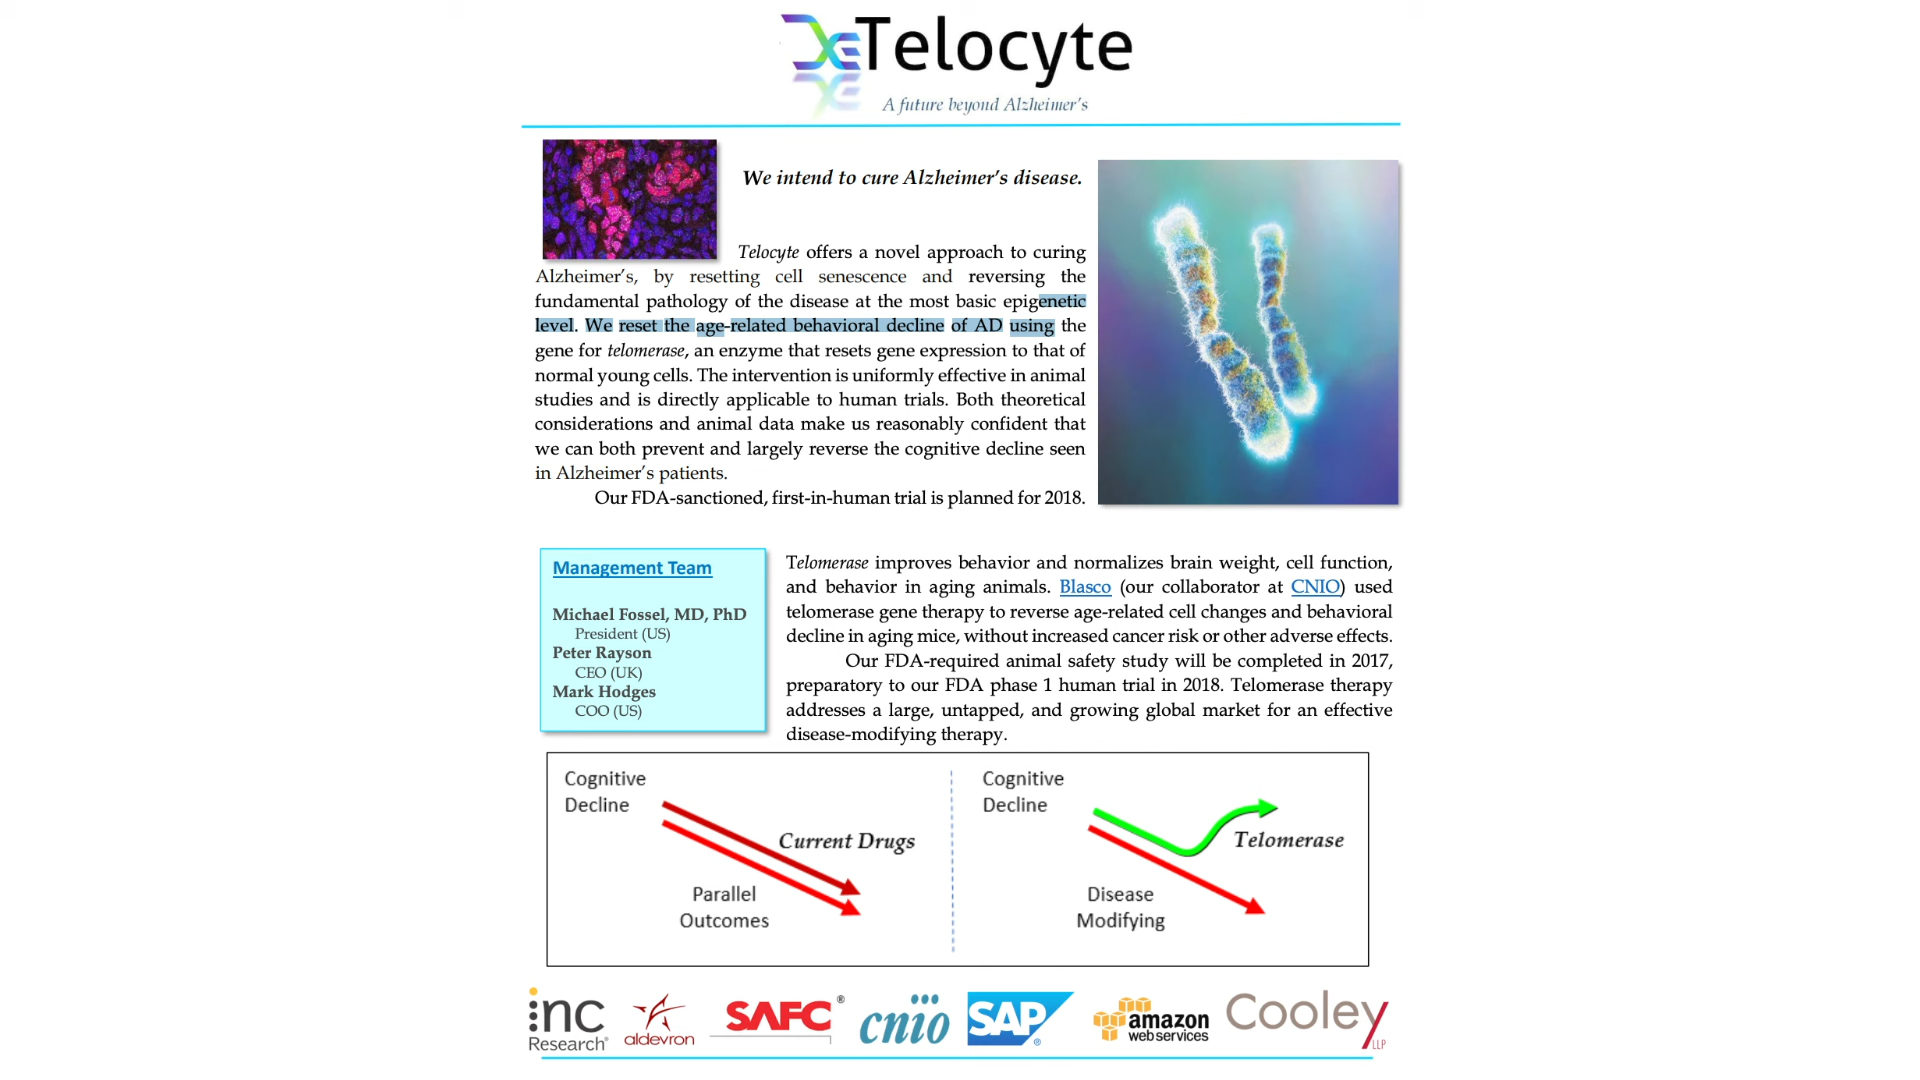 Telocyte
A future beyond Alzheimer's
We intend to cure Alzheimer's disease.
Telocyte offers a novel approach to curing
Alzheimer's, by resetting cell senescence and reversing the
fundamental pathology of the disease at the most basic epigenetic
level. We reset the age-related behavioral decline of AD using the
gene for telomerase, an enzyme that resets gene expression to that of
normal young cells. The intervention is uniformly effective in animal
studies and is directly applicable to human trials. Both theoretical
considerations and animal data make us reasonably confident that
we can both prevent and largely reverse the cognitive decline seen
in Alzheimer's patients.
Our FDA-sanctioned, first-in-human trial is planned for 2018.
Management Team
Michael Fossel, MD, PhD
President (US)
Peter Rayson
CEO (UK)
Mark Hodges
COO (US)
Telomerase improves behavior and normalizes brain weight, cell function,
and behavior in aging animals. Blasco (our collaborator at CNIO) used
telomerase gene therapy to reverse age-related cell changes and behavioral
decline in aging mice, without increased cancer risk or other adverse effects.
Our FDA-required animal safety study will be completed in 2017,
preparatory to our FDA phase 1 human trial in 2018. Telomerase therapy
addresses a large, untapped, and growing global market for an effective
disease-modifying therapy.
Cognitive
Decline
Current Drugs
Parallel
Outcomes
Cognitive
Decline
Telomerase
Disease
Modifying
inc
Research®
aldevron
SAFC®
cnio
SAP®
amazon
web services
Cooley
LLP